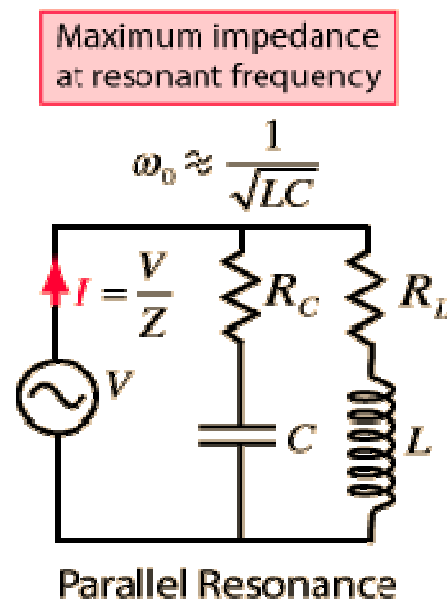 Maximum impedance
at resonant frequency
ω₀ ≈ 1/√LC
I = V/Z
R_C
R_L
V
C
L
Parallel Resonance